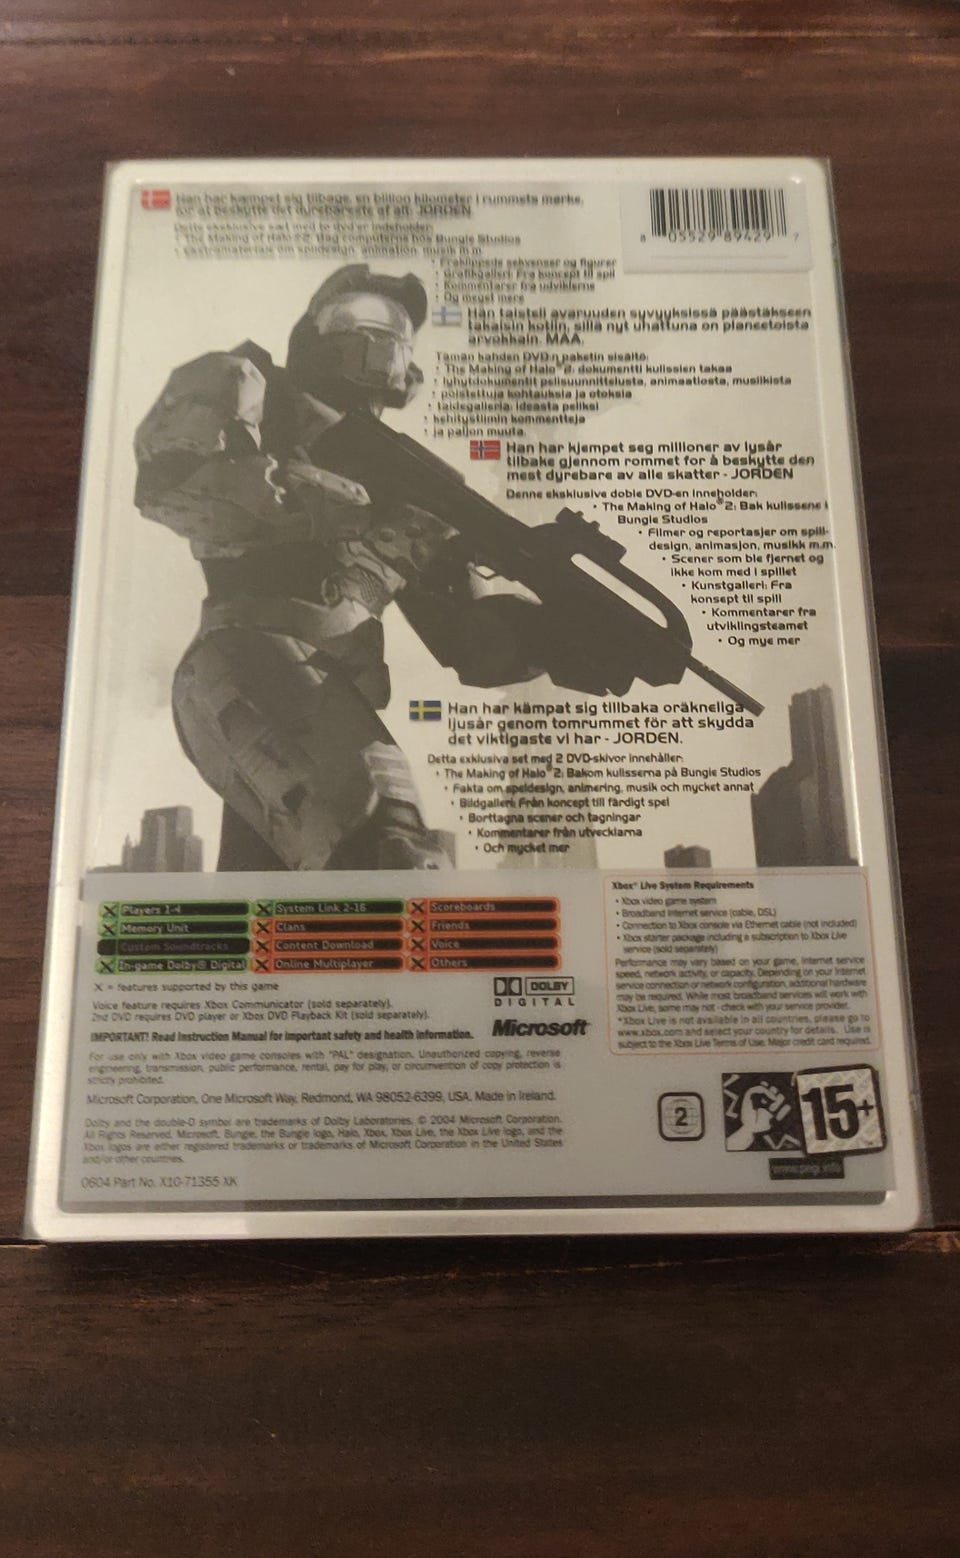 Han har kæmpet sig tilbage, en billion kilometer i rummets mørke,
for at beskytte det dyrebareste af alt: JORDEN
Dette eksklusive sæt med to dvd'er indeholder:
• The Making of Halo 2: Bag computerne hos Bungie Studios
• Ekstramateriale om spildesign, animation, musik m.m.
• Fraklippede sekvenser og figurer
• Grafikgalleri: Fra koncept til spil
• Kommentarer fra udviklerne
• Og meget mere
8 05529 89429 7
Hän taisteli avaruuden syvyyksissä päästäkseen
takaisin kotiin, sillä nyt uhattuna on planeetoista
arvokkain. MAA.
Tämän kahden DVD:n paketin sisältö:
• The Making of Halo® 2: dokumentti kulissien takaa
• lyhytdokumentit pelisuunnittelusta, animaatiosta, musiikista
• poistettuja kohtauksia ja otoksia
• taidegalleria: ideasta peliksi
• kehitystiimin kommentteja
• ja paljon muuta.
Han har kjempet seg millioner av lysår
tilbake gjennom rommet for å beskytte den
mest dyrebare av alle skatter - JORDEN
Denne eksklusive doble DVD-en inneholder:
• The Making of Halo® 2: Bak kulissene i
Bungie Studios
• Filmer og reportasjer om spill-
design, animasjon, musikk m.m.
• Scener som ble fjernet og
ikke kom med i spillet
• Kunstgalleri: Fra
konsept til spill
• Kommentarer fra
utviklingsteamet
• Og mye mer
Han har kämpat sig tillbaka oräkneliga
ljusår genom tomrummet för att skydda
det viktigaste vi har - JORDEN.
Detta exklusiva set med 2 DVD-skivor innehåller:
• The Making of Halo® 2: Bakom kulisserna på Bungie Studios
• Fakta om speldesign, animering, musik och mycket annat
• Bildgalleri: Från koncept till färdigt spel
• Borttagna scener och tagningar
• Kommentarer från utvecklarna
• Och mycket mer
X Players 1-4 X System Link 2-16 X Scoreboards
X Memory Unit X Clans X Friends
Custom Soundtracks X Content Download X Voice
X In-game Dolby® Digital X Online Multiplayer X Others
X = features supported by this game
Voice feature requires Xbox Communicator (sold separately).
2nd DVD requires DVD player or Xbox DVD Playback Kit (sold separately).
IMPORTANT! Read Instruction Manual for important safety and health information.
For use only with Xbox video game consoles with "PAL" designation. Unauthorized copying, reverse
engineering, transmission, public performance, rental, pay for play, or circumvention of copy protection is
strictly prohibited.
Microsoft Corporation, One Microsoft Way, Redmond, WA 98052-6399, USA. Made in Ireland.
Dolby and the double-D symbol are trademarks of Dolby Laboratories. © 2004 Microsoft Corporation.
All Rights Reserved. Microsoft, Bungie, the Bungie logo, Halo, Xbox, Xbox Live, the Xbox Live logo, and the
Xbox logos are either registered trademarks or trademarks of Microsoft Corporation in the United States
and/or other countries.
0604 Part No. X10-71355 XK
DOLBY
DIGITAL
Microsoft
Xbox® Live System Requirements
• Xbox video game system
• Broadband Internet service (cable, DSL)
• Connection to Xbox console via Ethernet cable (not included)
• Xbox starter package including a subscription to Xbox Live
service (sold separately)
Performance may vary based on your game, Internet service
speed, network activity, or capacity. Depending on your Internet
service connection or network configuration, additional hardware
may be required. While most broadband services will work with
Xbox Live, some may not - check with your service provider.
*Xbox Live is not available in all countries, please go to
www.xbox.com and select your country for details. Use is
subject to the Xbox Live Terms of Use. Major credit card required.
2
15+
www.pegi.info